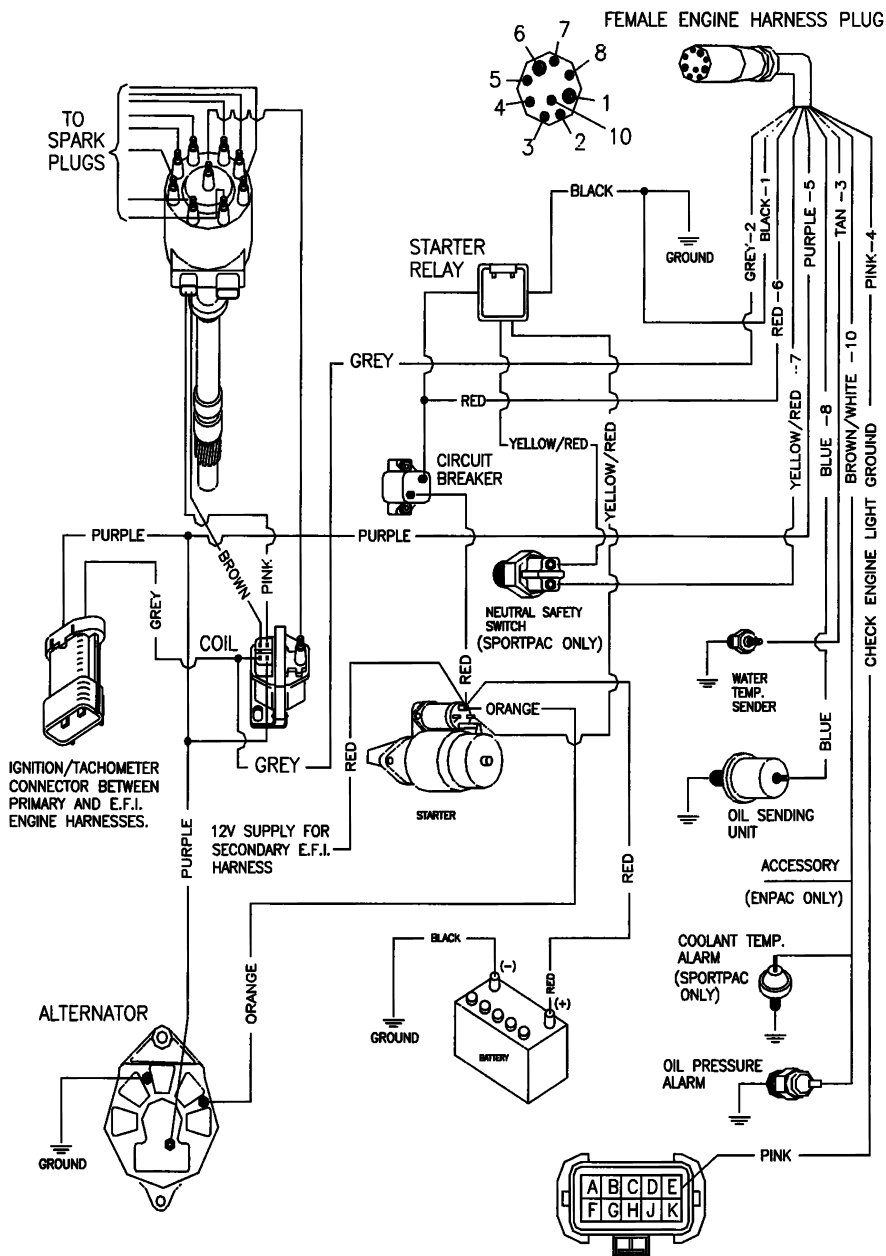 FEMALE ENGINE HARNESS PLUG
6
7
8
5
4
1
3
2
10
TO
SPARK
PLUGS
BLACK
GROUND
STARTER
RELAY
GREY-2
BLACK-1
RED-6
YELLOW/RED --7
PURPLE -5
BLUE -8
TAN -3
BROWN/WHITE -10
PINK-4
CHECK ENGINE LIGHT GROUND
GREY
RED
YELLOW/RED
YELLOW/RED
CIRCUIT
BREAKER
PURPLE
PURPLE
BROWN
PINK
GREY
COIL
NEUTRAL SAFETY
SWITCH
(SPORTPAC ONLY)
RED
WATER
TEMP.
SENDER
ORANGE
RED
GREY
BLUE
IGNITION/TACHOMETER
CONNECTOR BETWEEN
PRIMARY AND E.F.I.
ENGINE HARNESSES.
STARTER
OIL SENDING
UNIT
12V SUPPLY FOR
SECONDARY E.F.I.
HARNESS
PURPLE
RED
ACCESSORY
(ENPAC ONLY)
BLACK
(-)
RED
(+)
GROUND
BATTERY
COOLANT TEMP.
ALARM
(SPORTPAC
ONLY)
ORANGE
ALTERNATOR
GROUND
OIL PRESSURE
ALARM
PINK
A B C D E
F G H J K